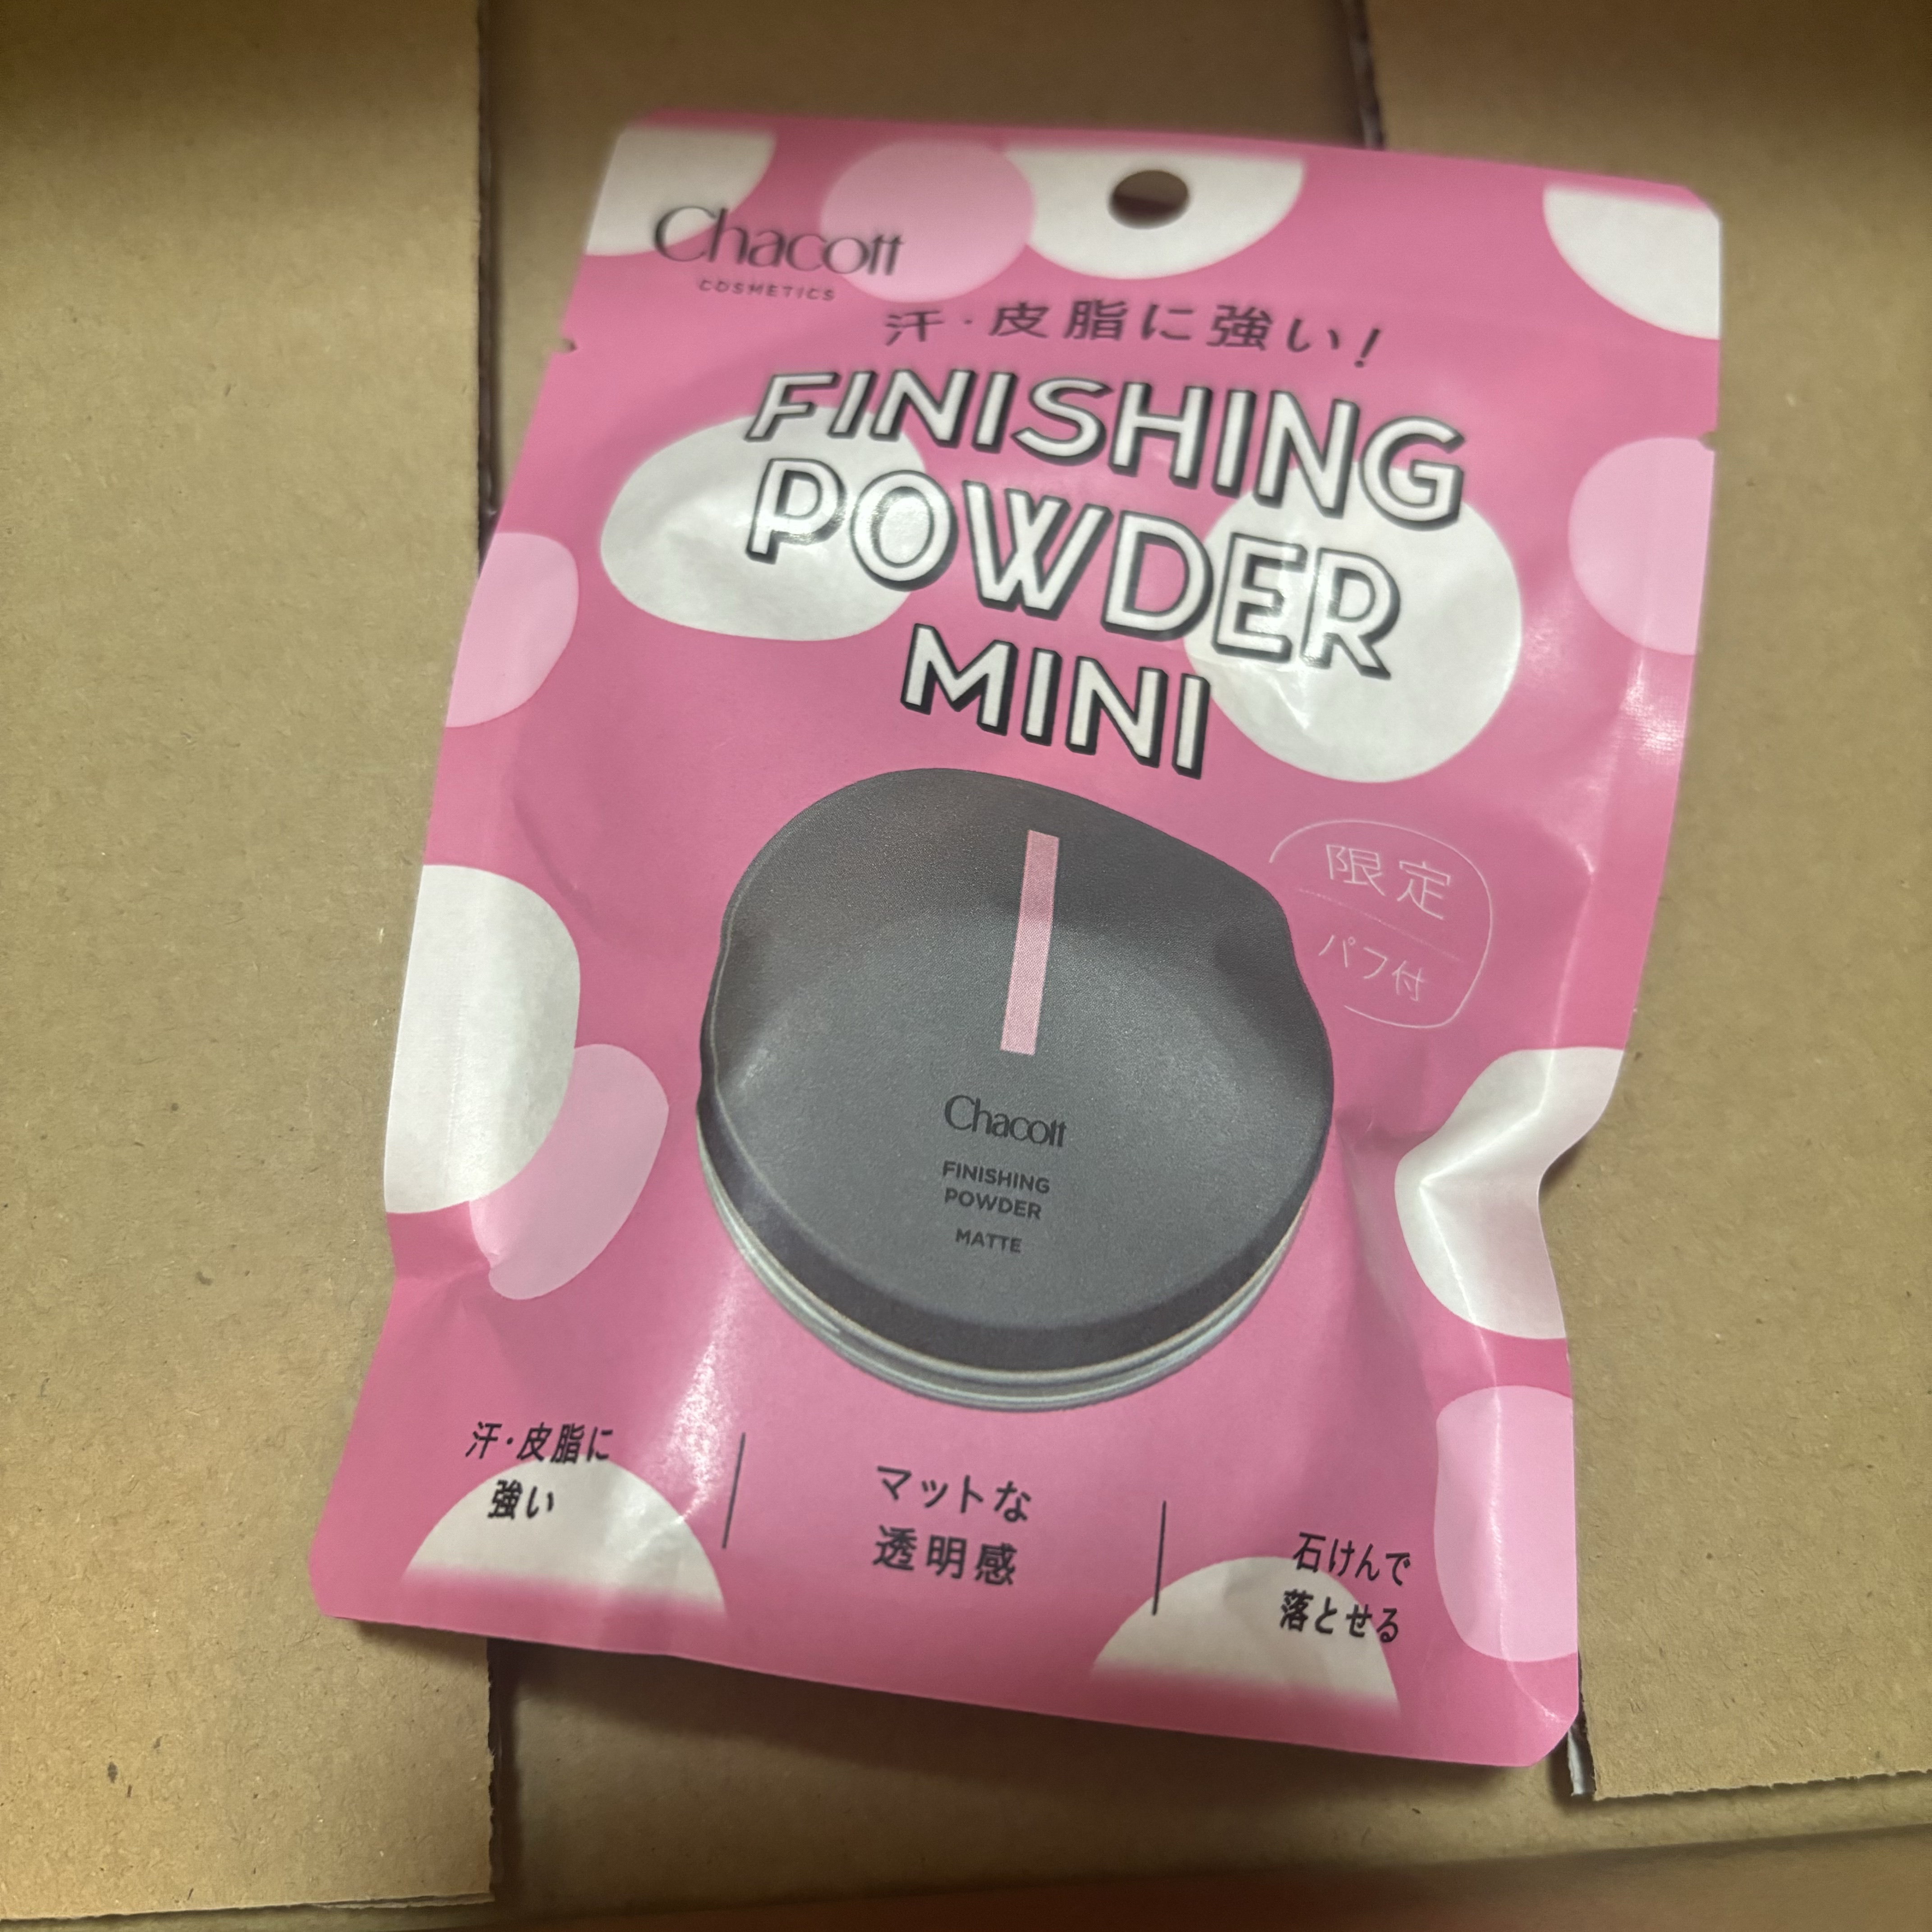 Chacott
COSMETICS
汗・皮脂に強い!
FINISHING
POWDER
MINI
限定
パフ付
Chacott
FINISHING
POWDER
MATTE
汗・皮脂に
強い
マットな
透明感
石けんで
落とせる